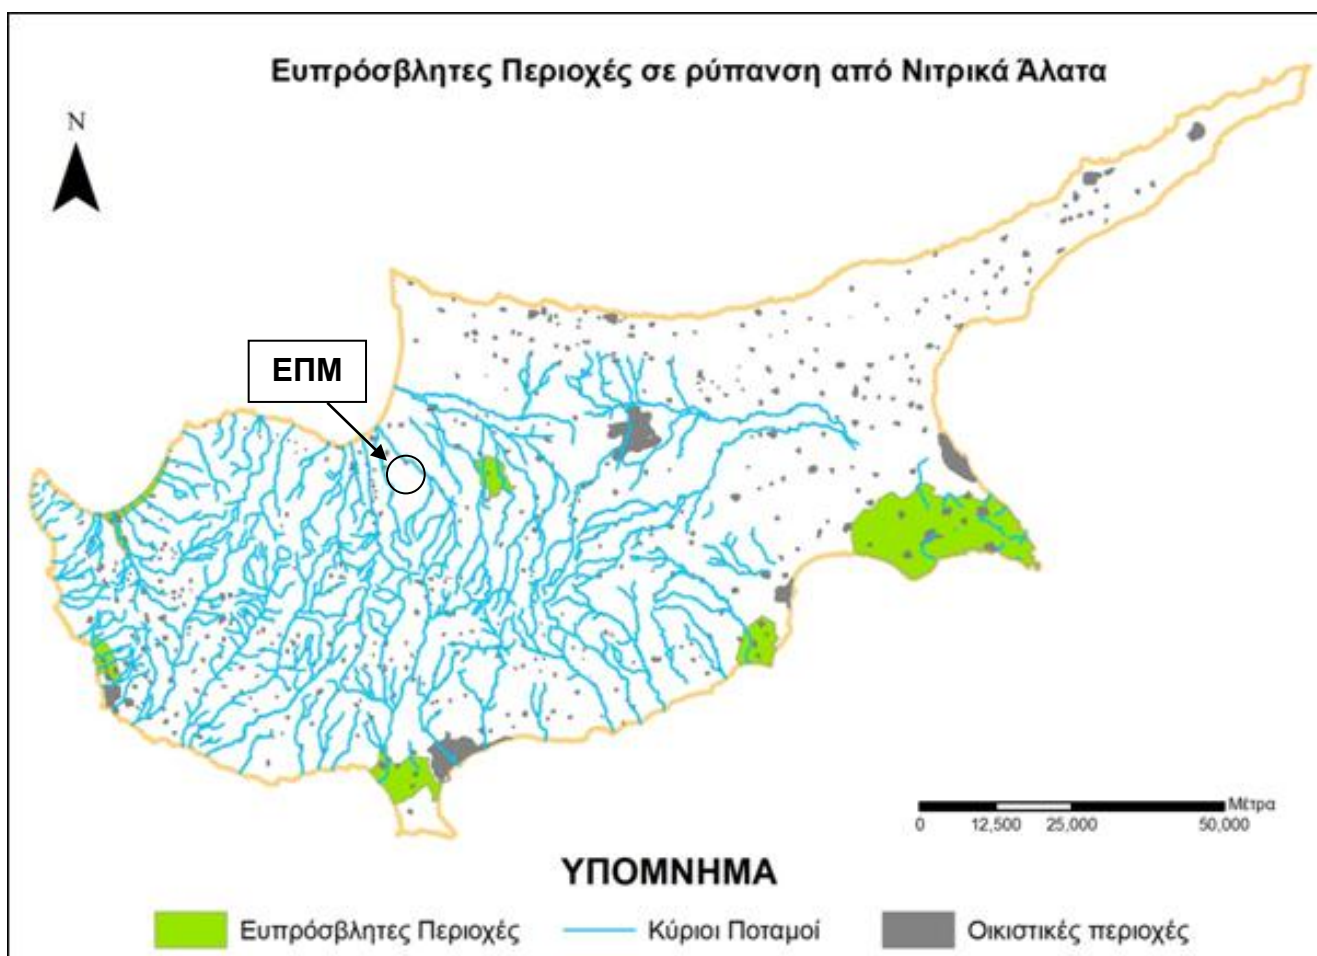 Ευπρόσβλητες Περιοχές σε ρύπανση από Νιτρικά Άλατα
N
ΕΠΜ
Μέτρα
0 12,500 25,000 50,000
ΥΠΟΜΝΗΜΑ
Ευπρόσβλητες Περιοχές Κύριοι Ποταμοί Οικιστικές περιοχές